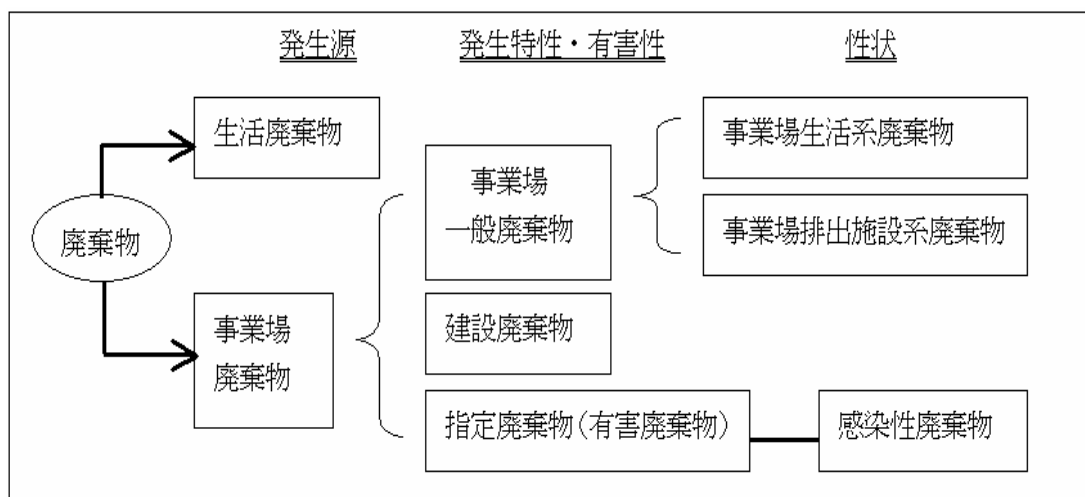 発生源
発生特性・有害性
性状
生活廃棄物
事業場生活系廃棄物
事業場
一般廃棄物
事業場排出施設系廃棄物
廃棄物
事業場
廃棄物
建設廃棄物
指定廃棄物(有害廃棄物)
感染性廃棄物